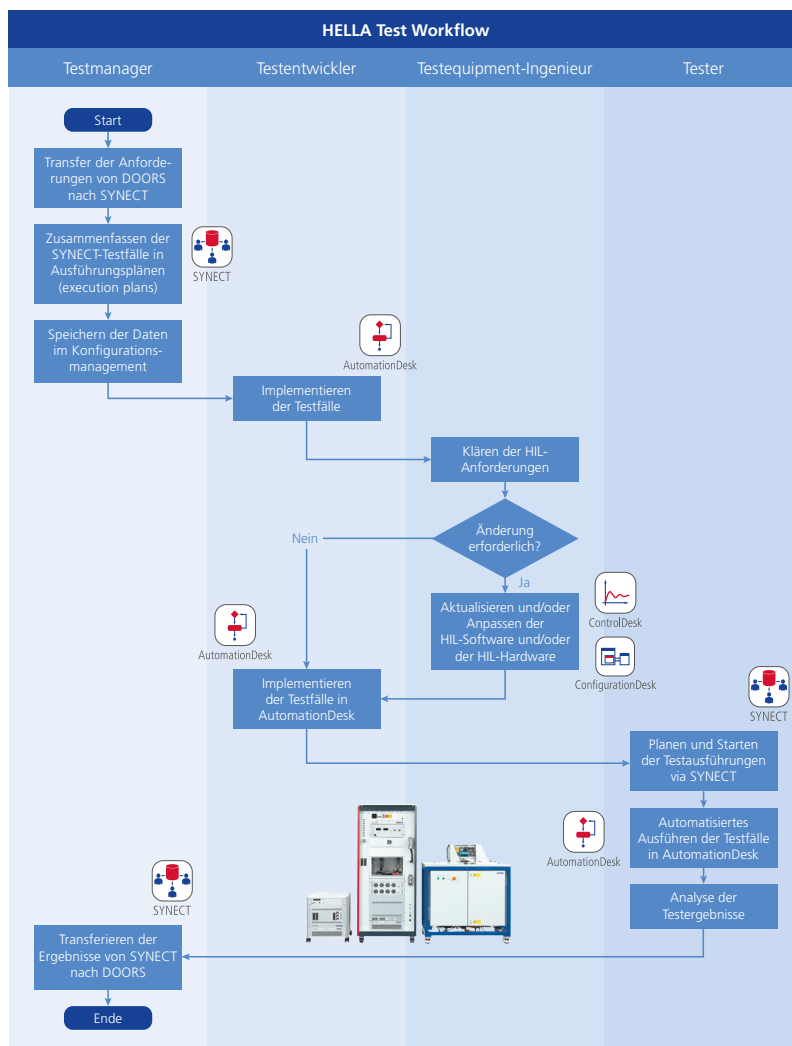 HELLA Test Workflow
Testmanager
Testentwickler
Testequipment-Ingenieur
Tester
Start
Transfer der Anforde-
rungen von DOORS
nach SYNECT
Zusammenfassen der
SYNECT-Testfälle in
Ausführungsplänen
(execution plans)
SYNECT
Speichern der Daten
im Konfigurations-
management
AutomationDesk
Implementieren
der Testfälle
Klären der HIL-
Anforderungen
Änderung
erforderlich?
Nein
Ja
Aktualisieren und/oder
Anpassen der
HIL-Software und/oder
der HIL-Hardware
ControlDesk
ConfigurationDesk
AutomationDesk
Implementieren
der Testfälle in
AutomationDesk
SYNECT
Planen und Starten
der Testausführungen
via SYNECT
Automatisiertes
Ausführen der Testfälle
in AutomationDesk
AutomationDesk
Analyse der
Testergebnisse
SYNECT
Transferieren der
Ergebnisse von SYNECT
nach DOORS
Ende